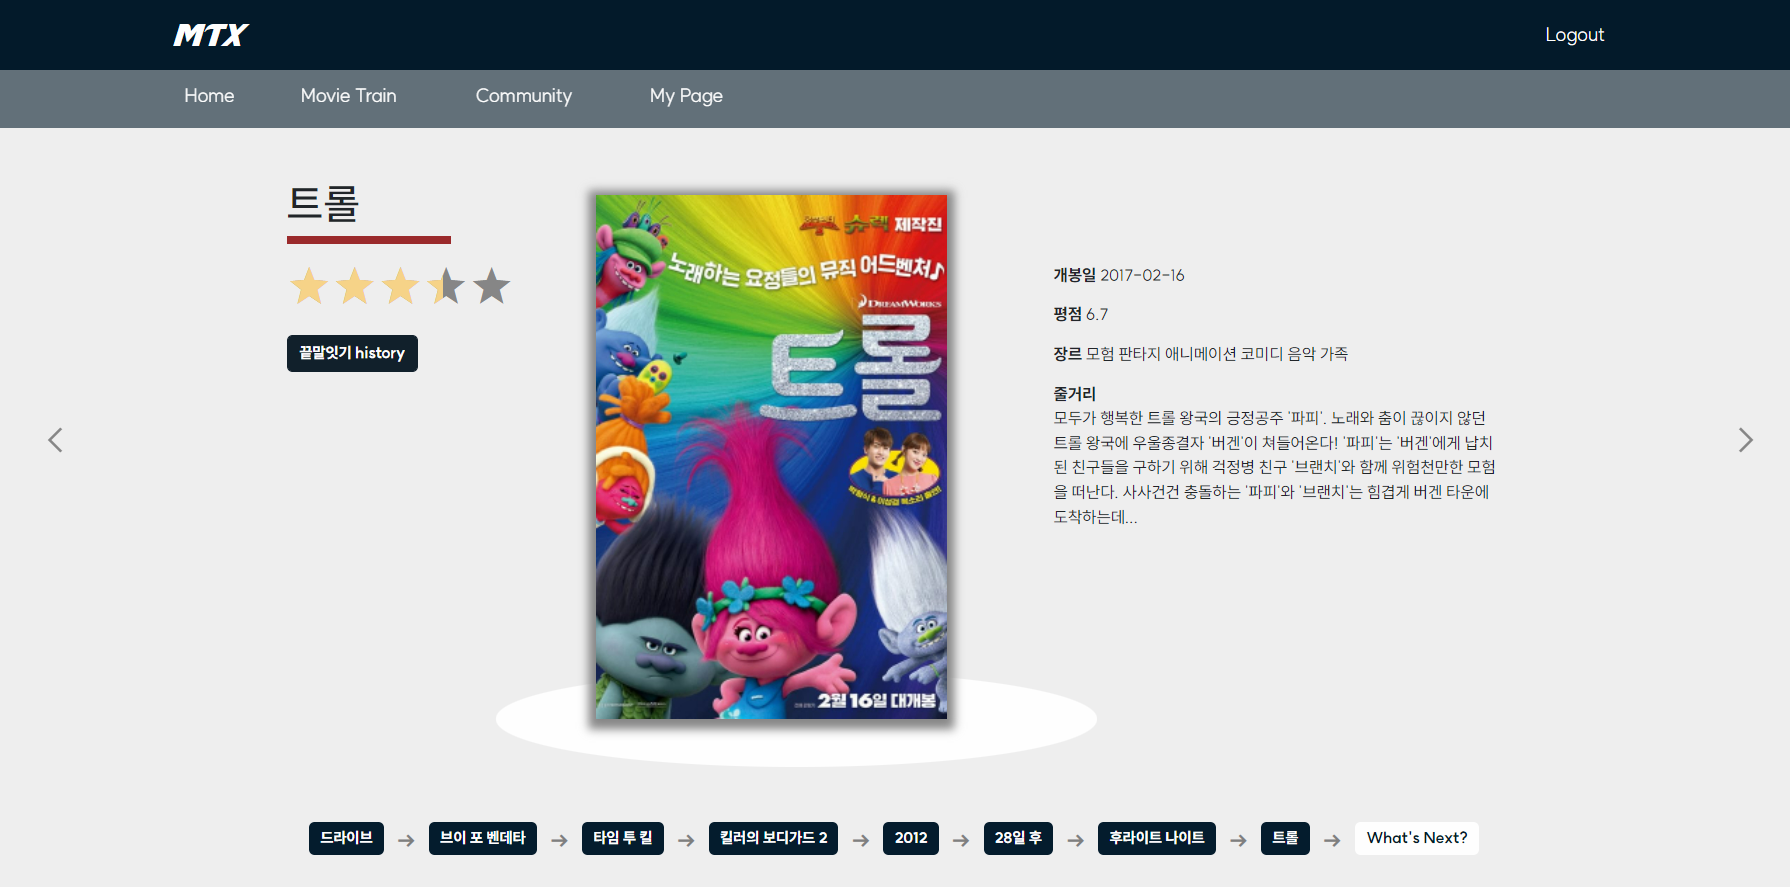 MTX
Logout
Home Movie Train Community My Page
트롤
끝말잇기 history
슈렉 제작진
노래하는 요정들의 뮤직 어드벤처♪
DREAMWORKS
트롤
박형식 & 이성경 목소리 출연!
2월 16일 대개봉
개봉일 2017-02-16
평점 6.7
장르 모험 판타지 애니메이션 코미디 음악 가족
줄거리
모두가 행복한 트롤 왕국의 긍정공주 '파피'. 노래와 춤이 끊이지 않던
트롤 왕국에 우울종결자 '버겐'이 쳐들어온다! '파피'는 '버겐'에게 납치
된 친구들을 구하기 위해 걱정병 친구 '브랜치'와 함께 위험천만한 모험
을 떠난다. 사사건건 충돌하는 '파피'와 '브랜치'는 힘겹게 버겐 타운에
도착하는데...
드라이브 → 브이 포 벤데타 → 타임 투 킬 → 킬러의 보디가드 2 → 2012 → 28일 후 → 후라이트 나이트 → 트롤 → What's Next?